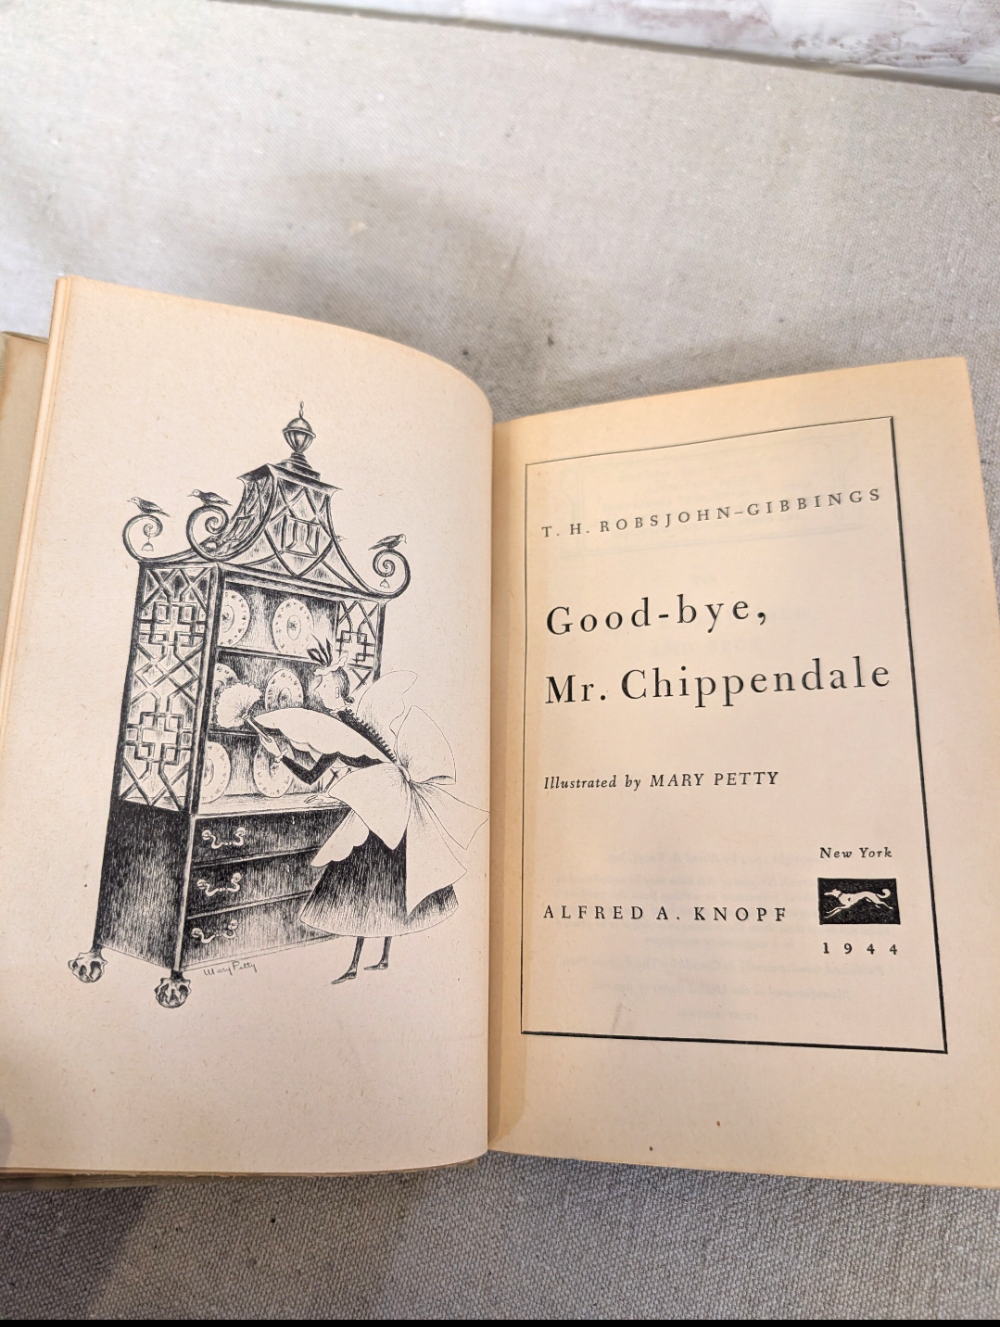 Mary Petty
T. H. ROBSJOHN-GIBBINGS
Good-bye,
Mr. Chippendale
Illustrated by MARY PETTY
New York
ALFRED A. KNOPF
1944